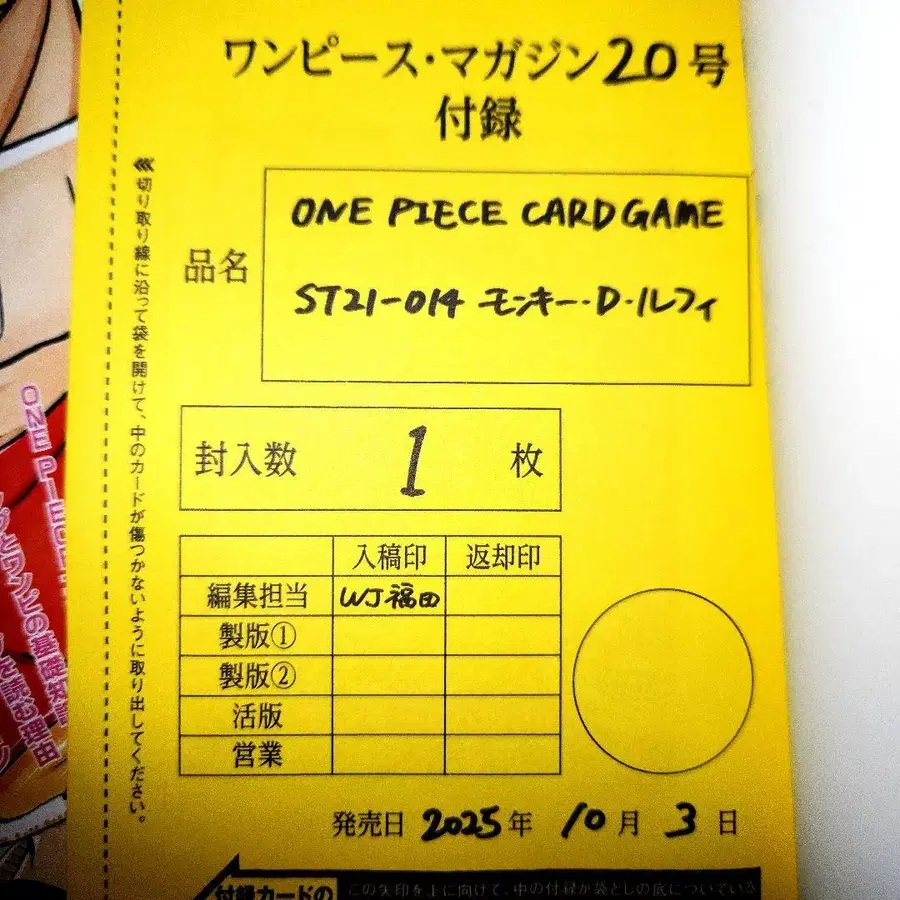 ワンピース・マガジン20号
付録
≪切り取り線に沿って袋を開けて、中のカードが傷つかないように取り出してください。
品名
ONE PIECE CARD GAME
ST21-014 モンキー・D・ルフィ
封入数 1 枚
入稿印 返却印
編集担当 WJ福田
製版①
製版②
活版
営業
発売日 2025年 10月 3日
付録カードの
この矢印を上に向けて、中の付録が袋とじの底についている
ONE PIECE